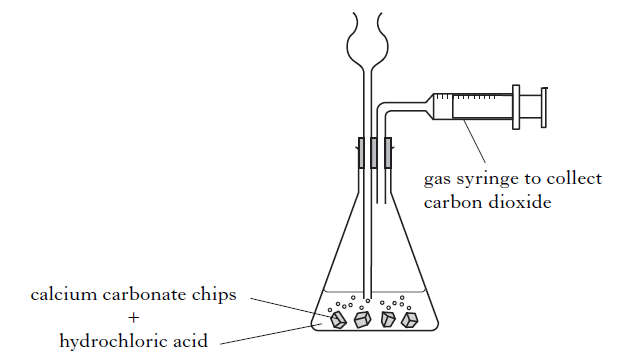 gas syringe to collect
carbon dioxide
calcium carbonate chips
+
hydrochloric acid